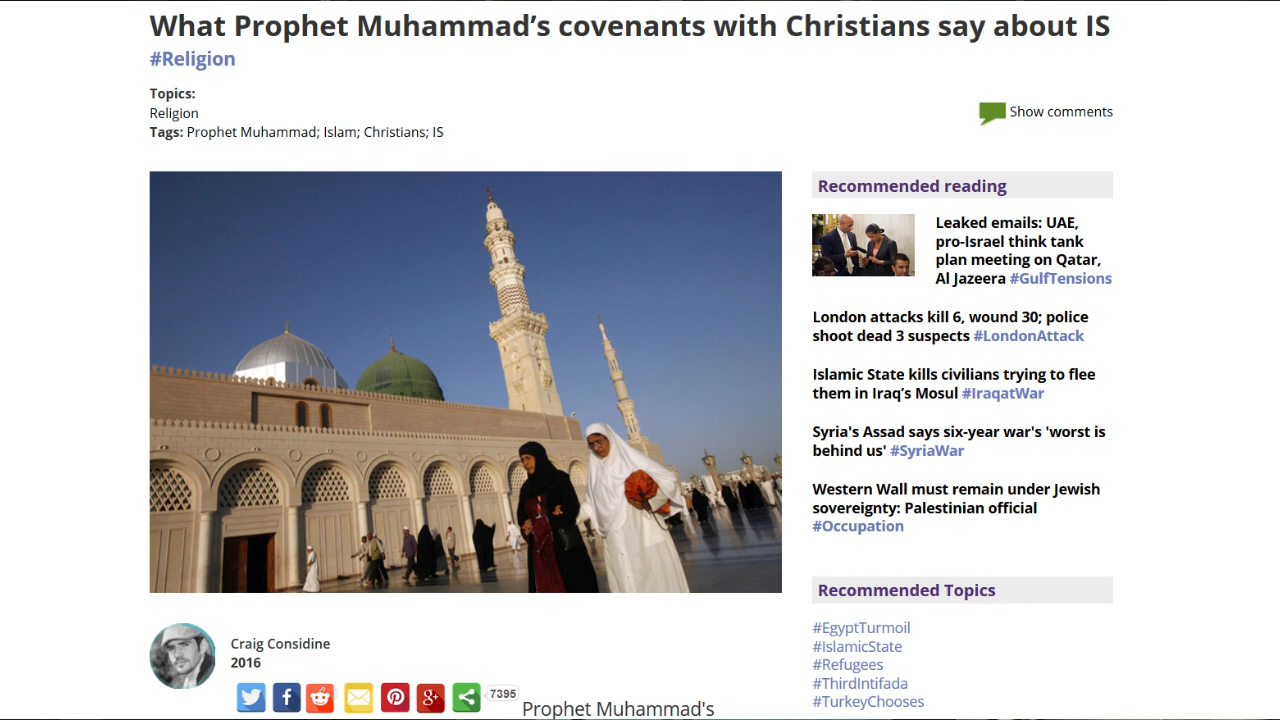 What Prophet Muhammad’s covenants with Christians say about IS
#Religion
Topics:
Religion
Tags: Prophet Muhammad; Islam; Christians; IS
Show comments
Recommended reading
Leaked emails: UAE,
pro-Israel think tank
plan meeting on Qatar,
Al Jazeera #GulfTensions
London attacks kill 6, wound 30; police
shoot dead 3 suspects #LondonAttack
Islamic State kills civilians trying to flee
them in Iraq’s Mosul #IraqatWar
Syria's Assad says six-year war's 'worst is
behind us' #SyriaWar
Western Wall must remain under Jewish
sovereignty: Palestinian official
#Occupation
Recommended Topics
#EgyptTurmoil
#IslamicState
#Refugees
#ThirdIntifada
#TurkeyChooses
Craig Considine
2016
7395
Prophet Muhammad's